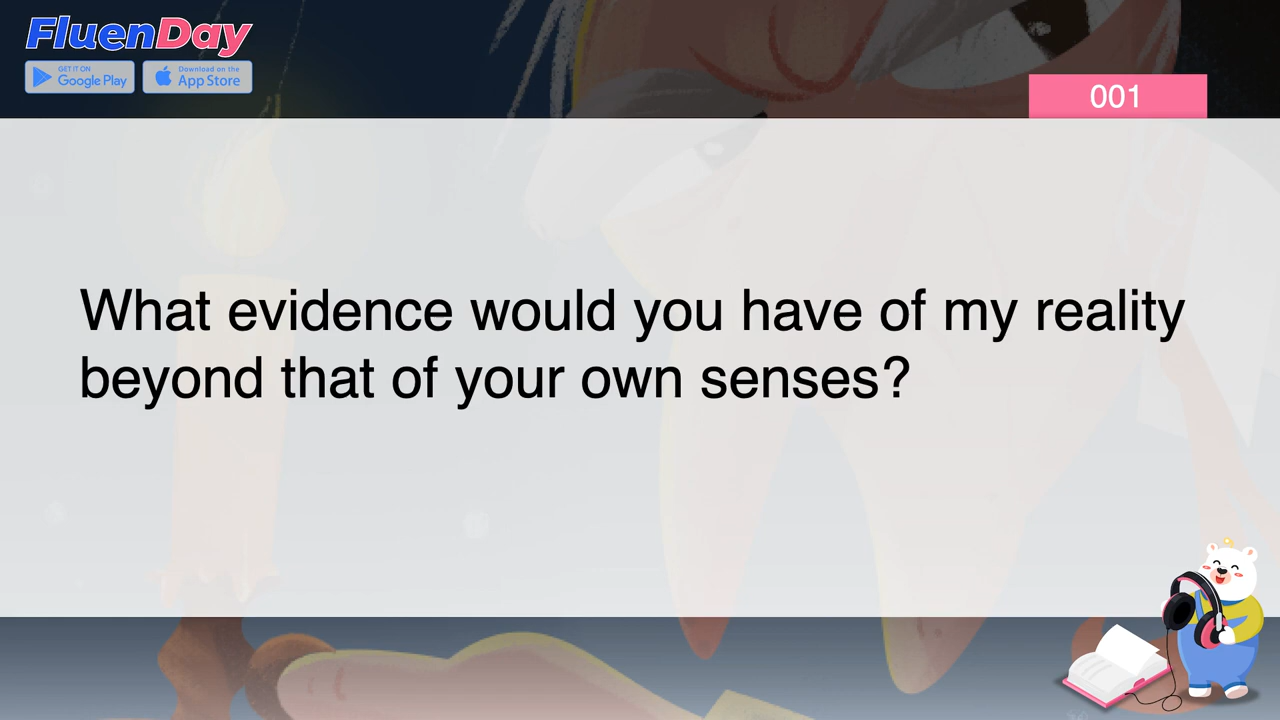 FluenDay
GET IT ON
Google Play
Download on the
App Store
001
What evidence would you have of my reality
beyond that of your own senses?